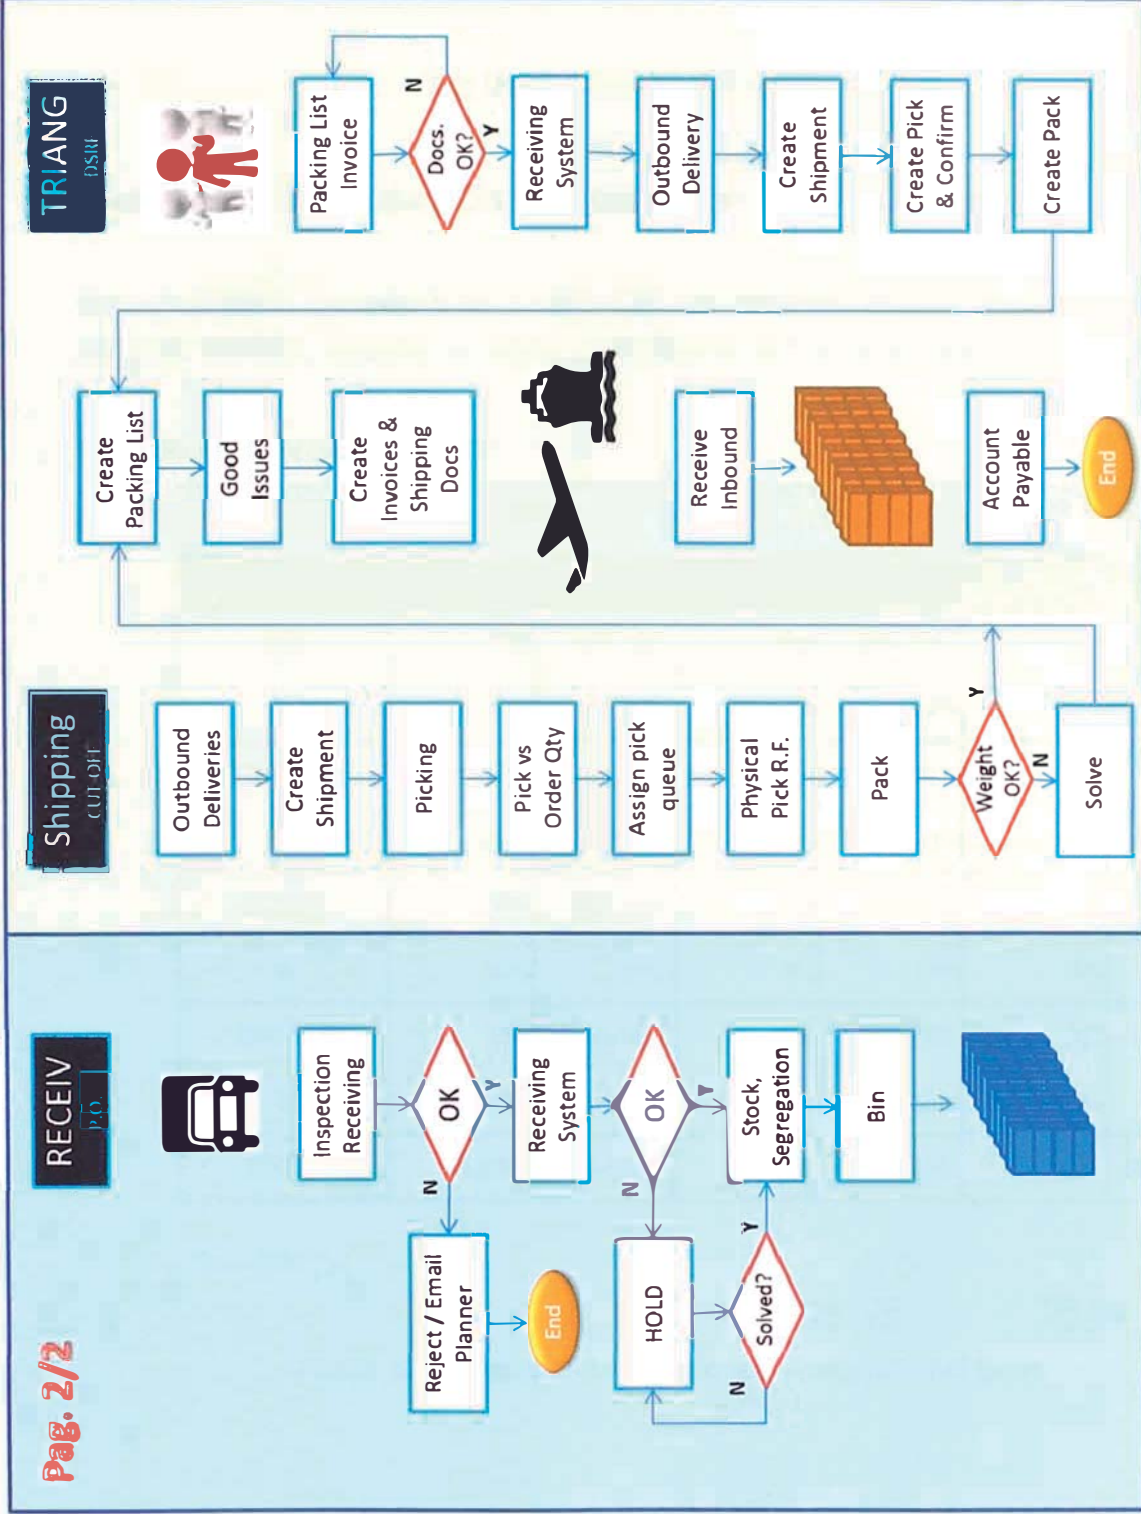 Pag. 2/2
RECEIV
P.O.
Inspection
Receiving
OK
N
Y
Reject / Email
Planner
End
Receiving
System
OK
N
Y
HOLD
Solved?
N
Y
Stock,
Segregation
Bin
Shipping
CUT-OFF
Outbound
Deliveries
Create
Shipment
Picking
Pick vs
Order Qty
Assign pick
queue
Physical
Pick R.F.
Pack
Weight
OK?
Y
N
Solve
Create
Packing List
Good
Issues
Create
Invoices &
Shipping
Docs
Receive
Inbound
Account
Payable
End
TRIANG
Packing List
Invoice
Docs.
OK?
N
Y
Receiving
System
Outbound
Delivery
Create
Shipment
Create Pick
& Confirm
Create Pack